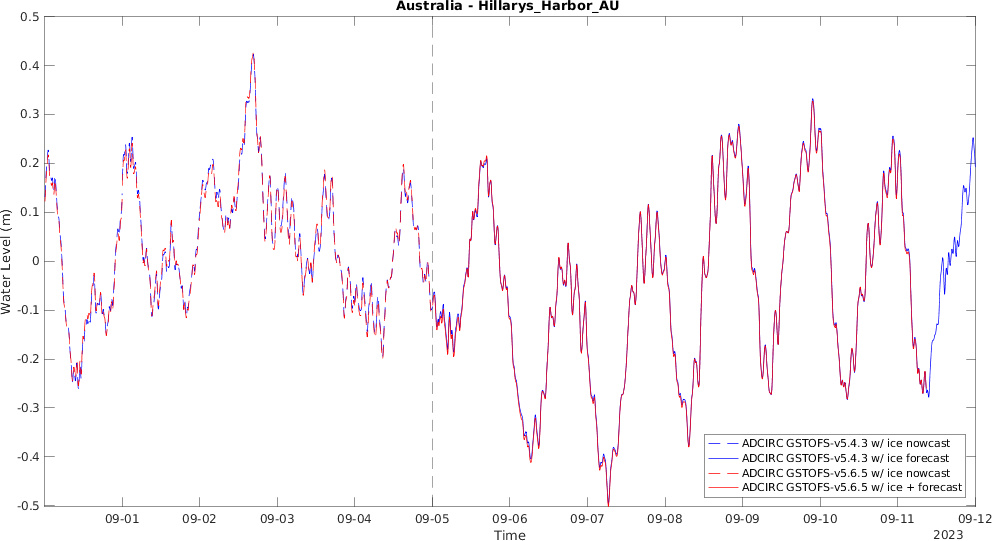 Australia - Hillarys_Harbor_AU
0.5
0.4
0.3
0.2
0.1
0
-0.1
-0.2
-0.3
-0.4
-0.5
Water Level (m)
ADCIRC GSTOFS-v5.4.3 w/ ice nowcast
ADCIRC GSTOFS-v5.4.3 w/ ice forecast
ADCIRC GSTOFS-v5.6.5 w/ ice nowcast
ADCIRC GSTOFS-v5.6.5 w/ ice + forecast
09-01 09-02 09-03 09-04 09-05 09-06 09-07 09-08 09-09 09-10 09-11 09-12
Time
2023